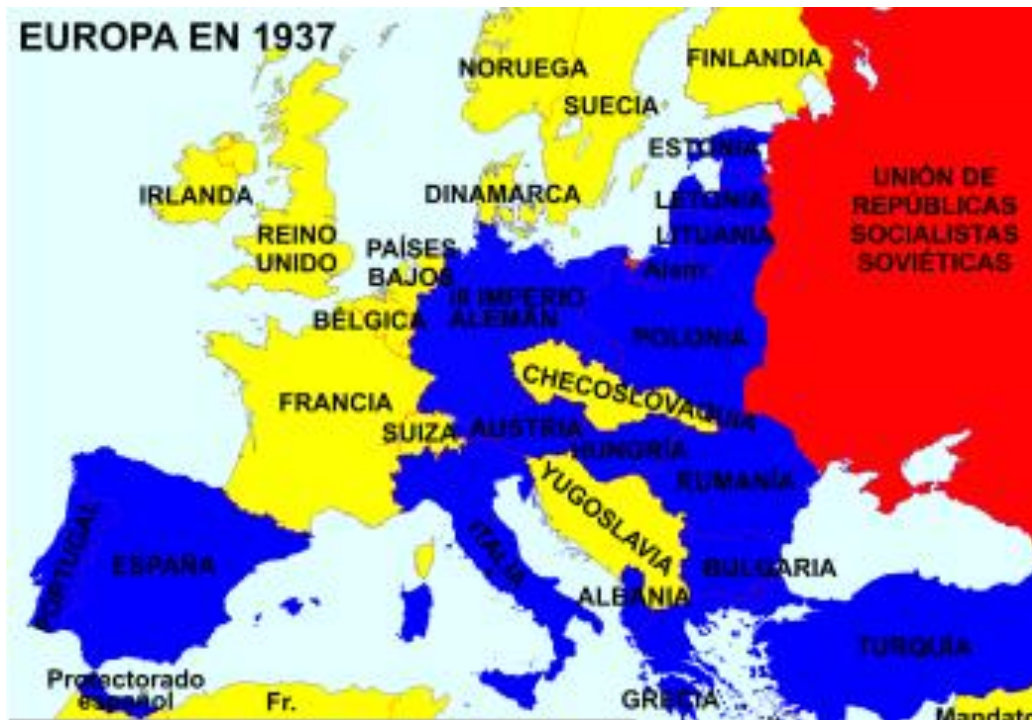 EUROPA EN 1937
NORUEGA
FINLANDIA
SUECIA
ESTONIA
IRLANDA
DINAMARCA
LETONIA
UNIÓN DE
REPÚBLICAS
SOCIALISTAS
SOVIÉTICAS
REINO
UNIDO
PAÍSES
BAJOS
LITUANIA
Alem.
III IMPERIO
ALEMÁN
BÉLGICA
POLONIA
CHECOSLOVAQUIA
FRANCIA
SUIZA
AUSTRIA
HUNGRÍA
RUMANÍA
YUGOSLAVIA
PORTUGAL
ESPAÑA
ITALIA
BULGARIA
ALBANIA
TURQUÍA
Protectorado
español
Fr.
GRECIA
Mandato